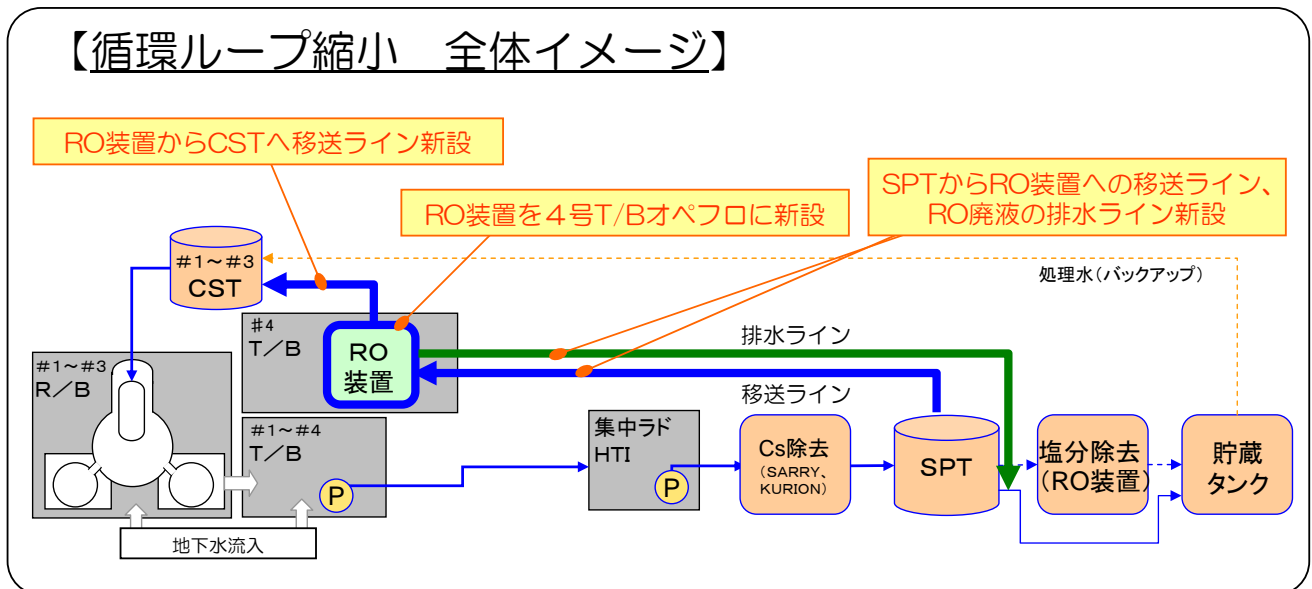 【循環ループ縮小　全体イメージ】
RO装置からCSTへ移送ライン新設
SPTからRO装置への移送ライン、
RO廃液の排水ライン新設
RO装置を４号T/Bオペフロに新設
#1～#3
CST
処理水(バックアップ)
#4
T／B
RO
装置
排水ライン
移送ライン
#1～#3
R／B
#1～#4
T／B
P
集中ラド
HTI
P
Cs除去
(SARRY、
KURION)
SPT
塩分除去
(RO装置)
貯蔵
タンク
地下水流入